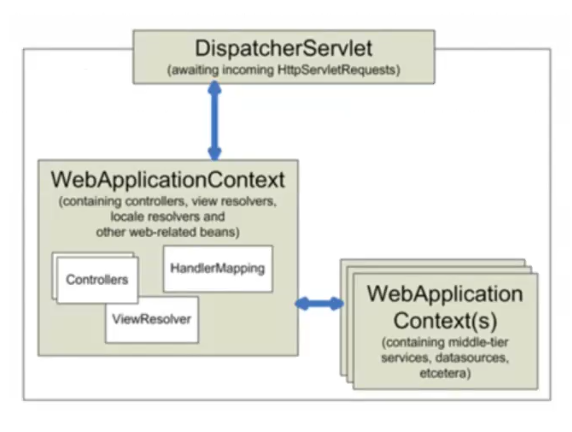 DispatcherServlet
(awaiting incoming HttpServletRequests)
WebApplicationContext
(containing controllers, view resolvers,
locale resolvers and
other web-related beans)
HandlerMapping
Controllers
ViewResolver
WebApplication
Context(s)
(containing middle-tier
services, datasources,
etcetera)